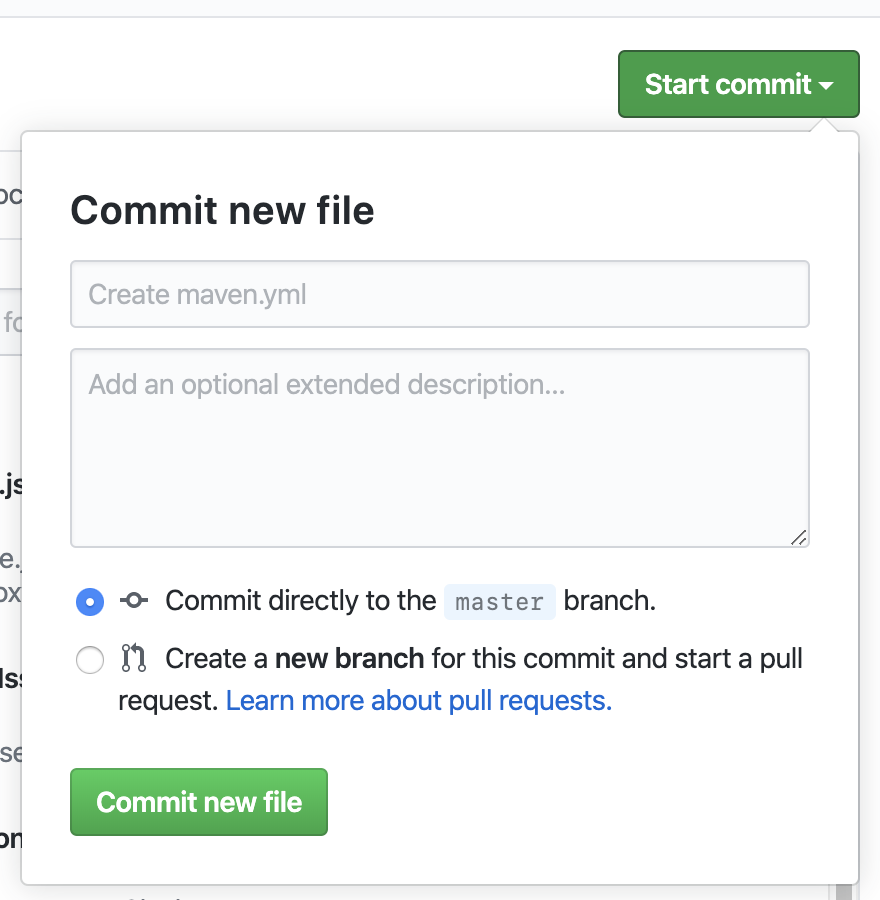 Start commit
Commit new file
Create maven.yml
Add an optional extended description...
Commit directly to the master branch.
Create a new branch for this commit and start a pull
request. Learn more about pull requests.
Commit new file